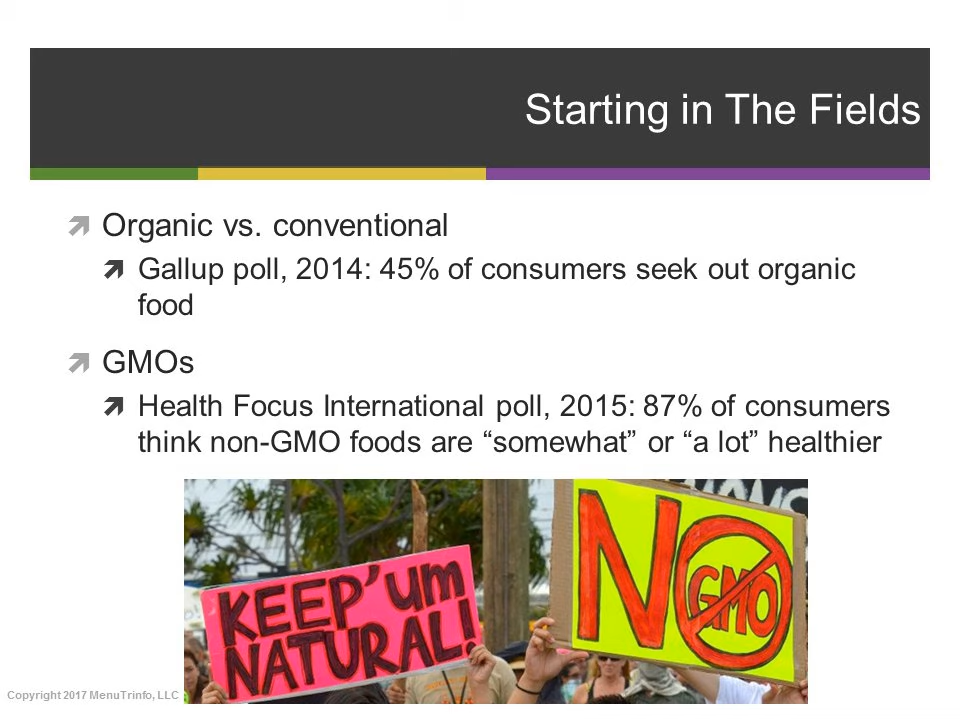 Starting in The Fields
Organic vs. conventional
Gallup poll, 2014: 45% of consumers seek out organic
food
GMOs
Health Focus International poll, 2015: 87% of consumers
think non-GMO foods are “somewhat” or “a lot” healthier
KEEP'um
NATURAL!
NO
GMO
Copyright 2017 MenuTrinfo, LLC